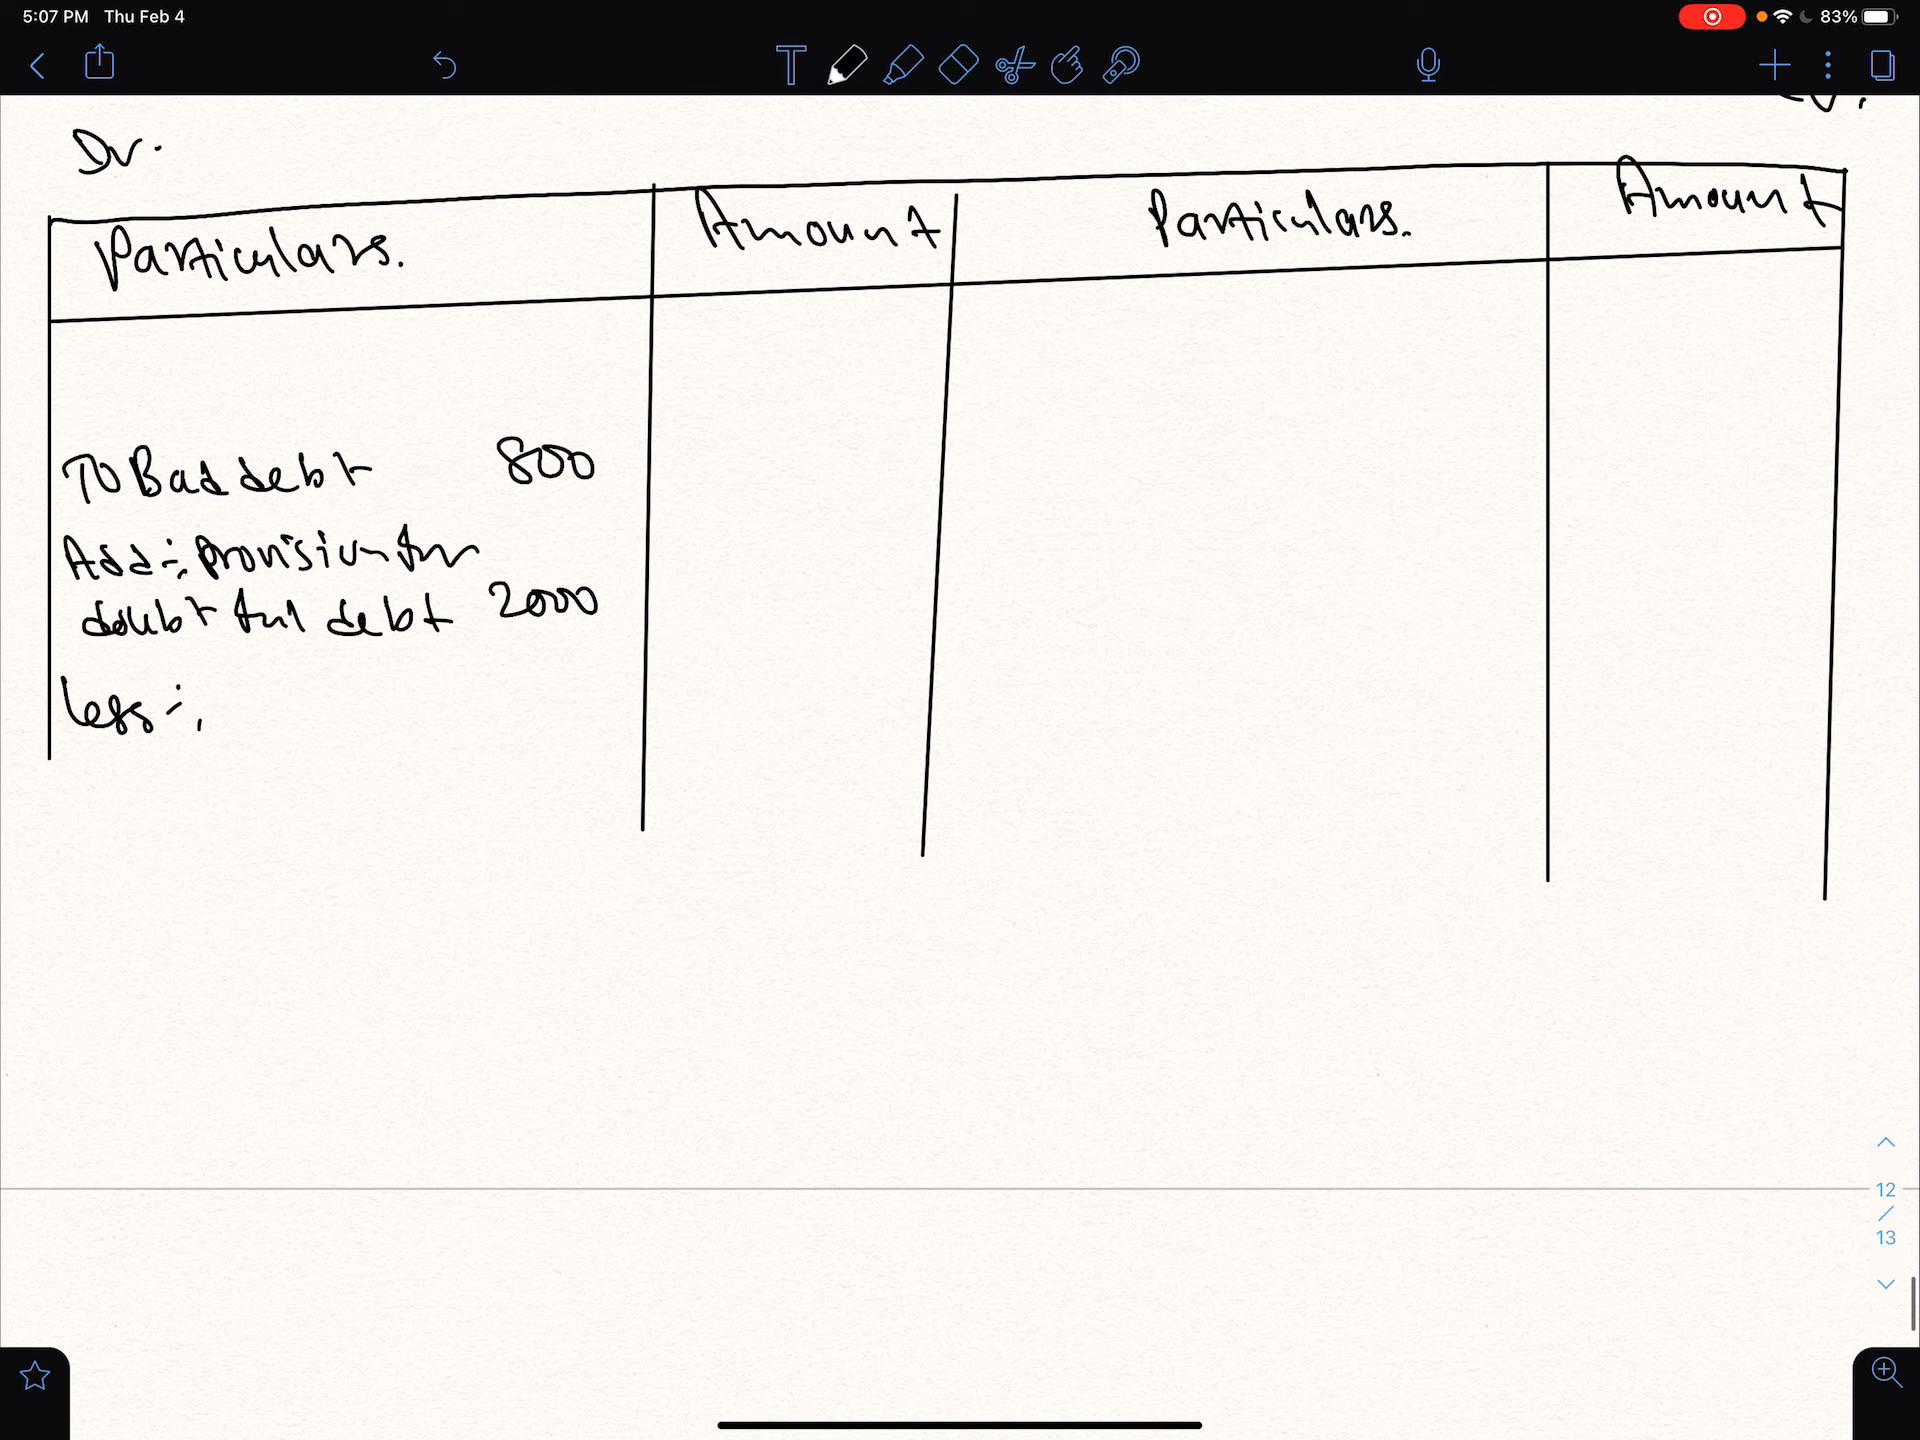 5:07 PM Thu Feb 4
83%
Dr.
Particulars. Amount Particulars. Amount
To Bad debt 800
Add:- provision for
doubtful debt 2000
Less:-
12
/
13